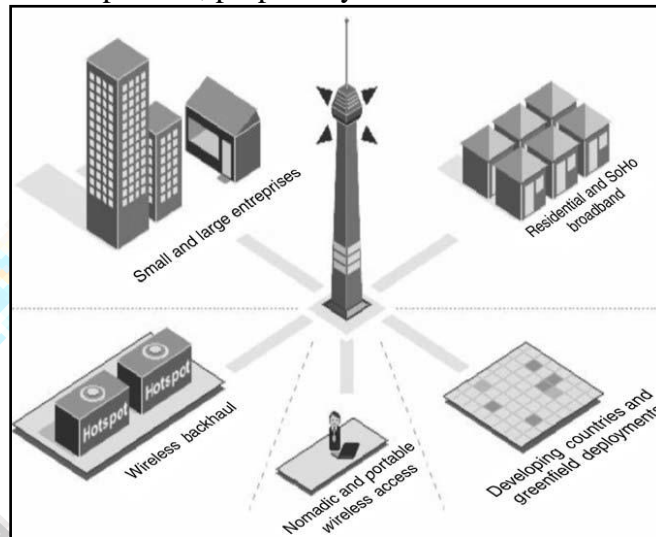 Small and large entreprises
Residential and SoHo
broadband
Hotspot
Hotspot
Wireless backhaul
Nomadic and portable
wireless access
Developing countries and
greenfield deployments